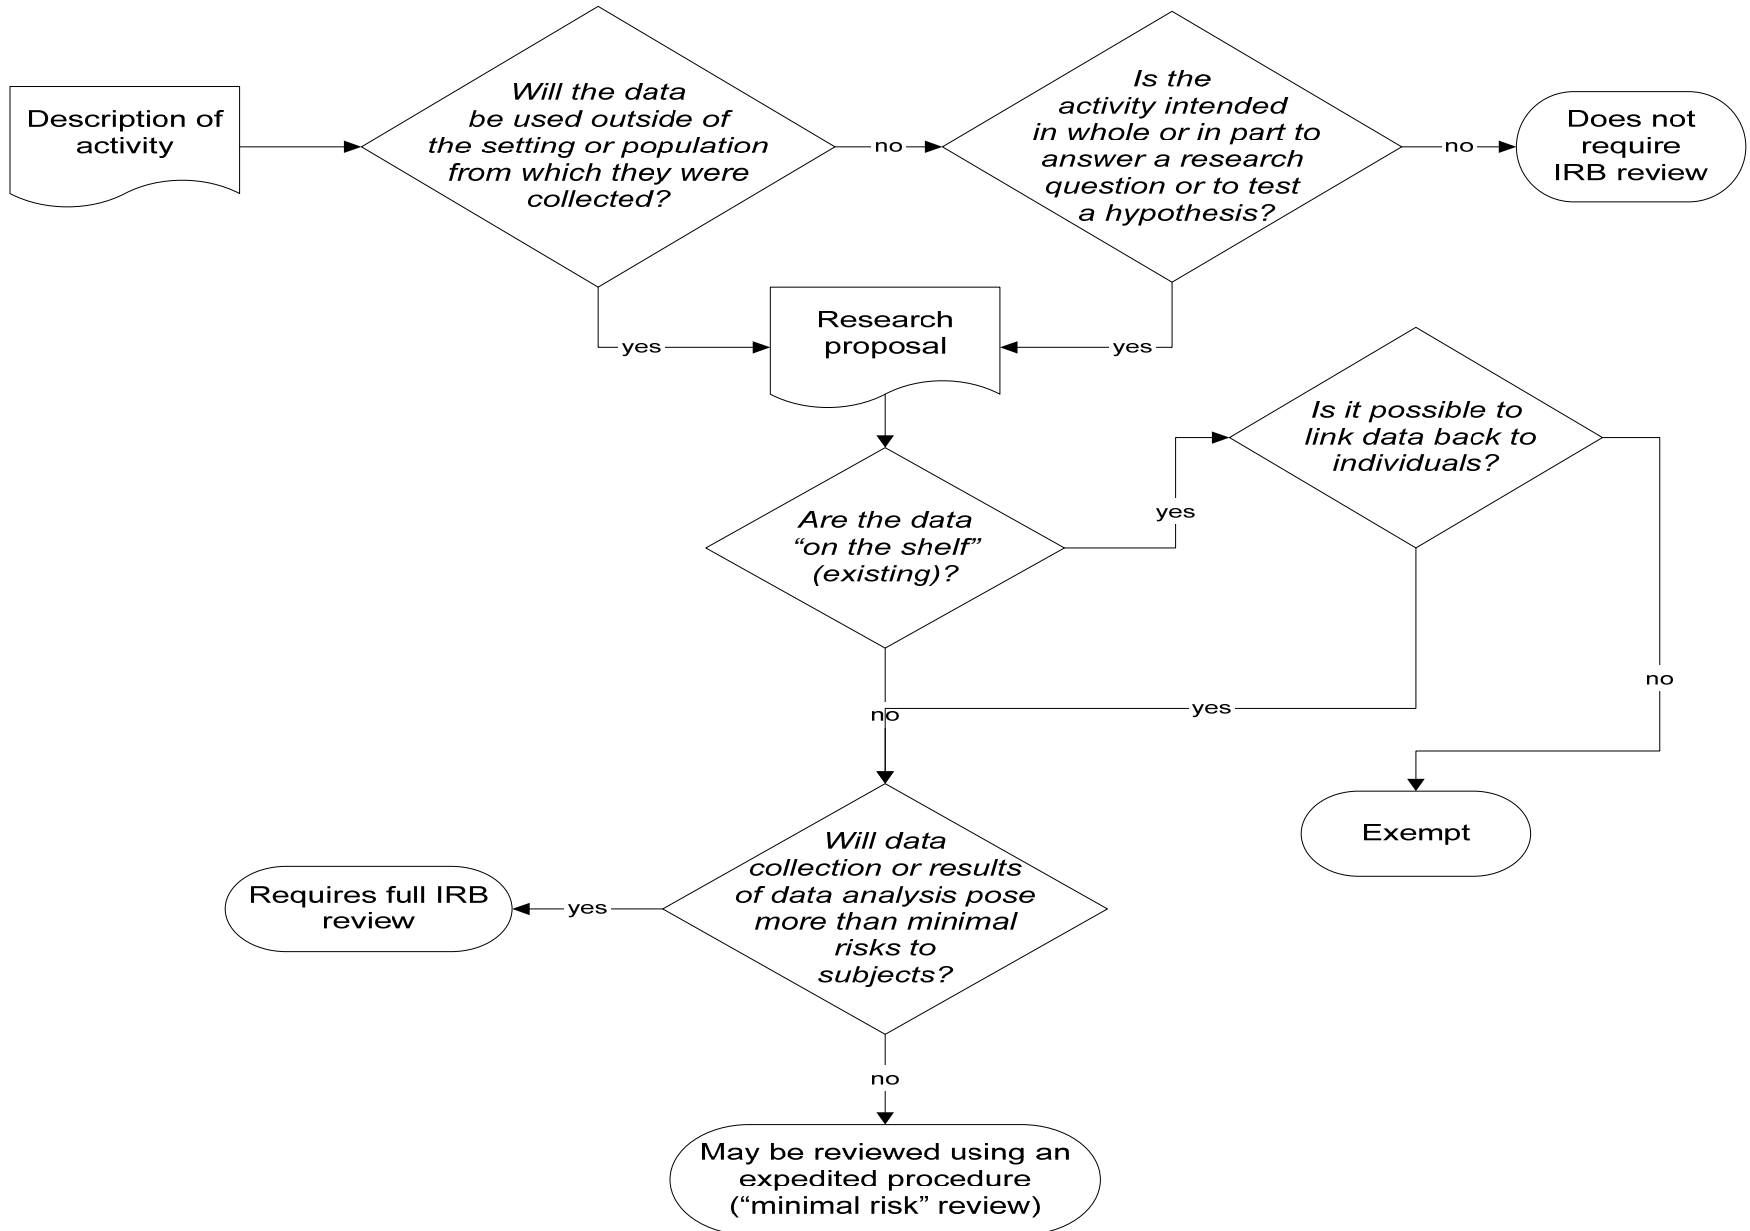 Description of
activity
Will the data
be used outside of
the setting or population
from which they were
collected?
no
Is the
activity intended
in whole or in part to
answer a research
question or to test
a hypothesis?
no
Does not
require
IRB review
yes
Research
proposal
yes
Is it possible to
link data back to
individuals?
yes
Are the data
“on the shelf”
(existing)?
no
no
yes
Exempt
Will data
collection or results
of data analysis pose
more than minimal
risks to
subjects?
yes
Requires full IRB
review
no
May be reviewed using an
expedited procedure
(“minimal risk” review)